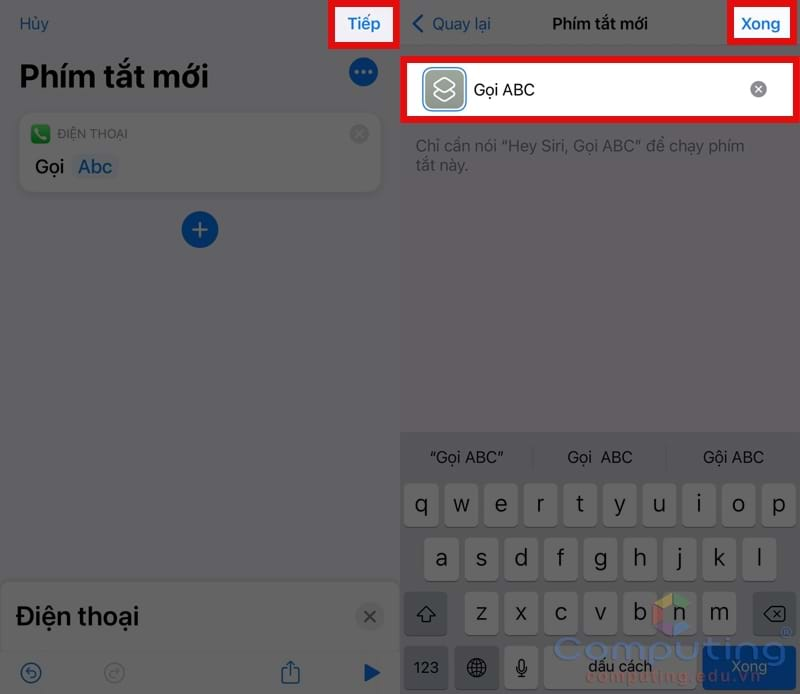 Hủy
Tiếp
Phím tắt mới
ĐIỆN THOẠI
Gọi Abc
Điện thoại
Quay lại
Phím tắt mới
Xong
Gọi ABC
Chỉ cần nói “Hey Siri, Gọi ABC” để chạy phím
tắt này.
“Gọi ABC”
Gọi ABC
Gội ABC
q w e r t y u i o p
a s d f g h j k l
z x c v b n m
123
dấu cách
Xong
Computing®
computing.edu.vn